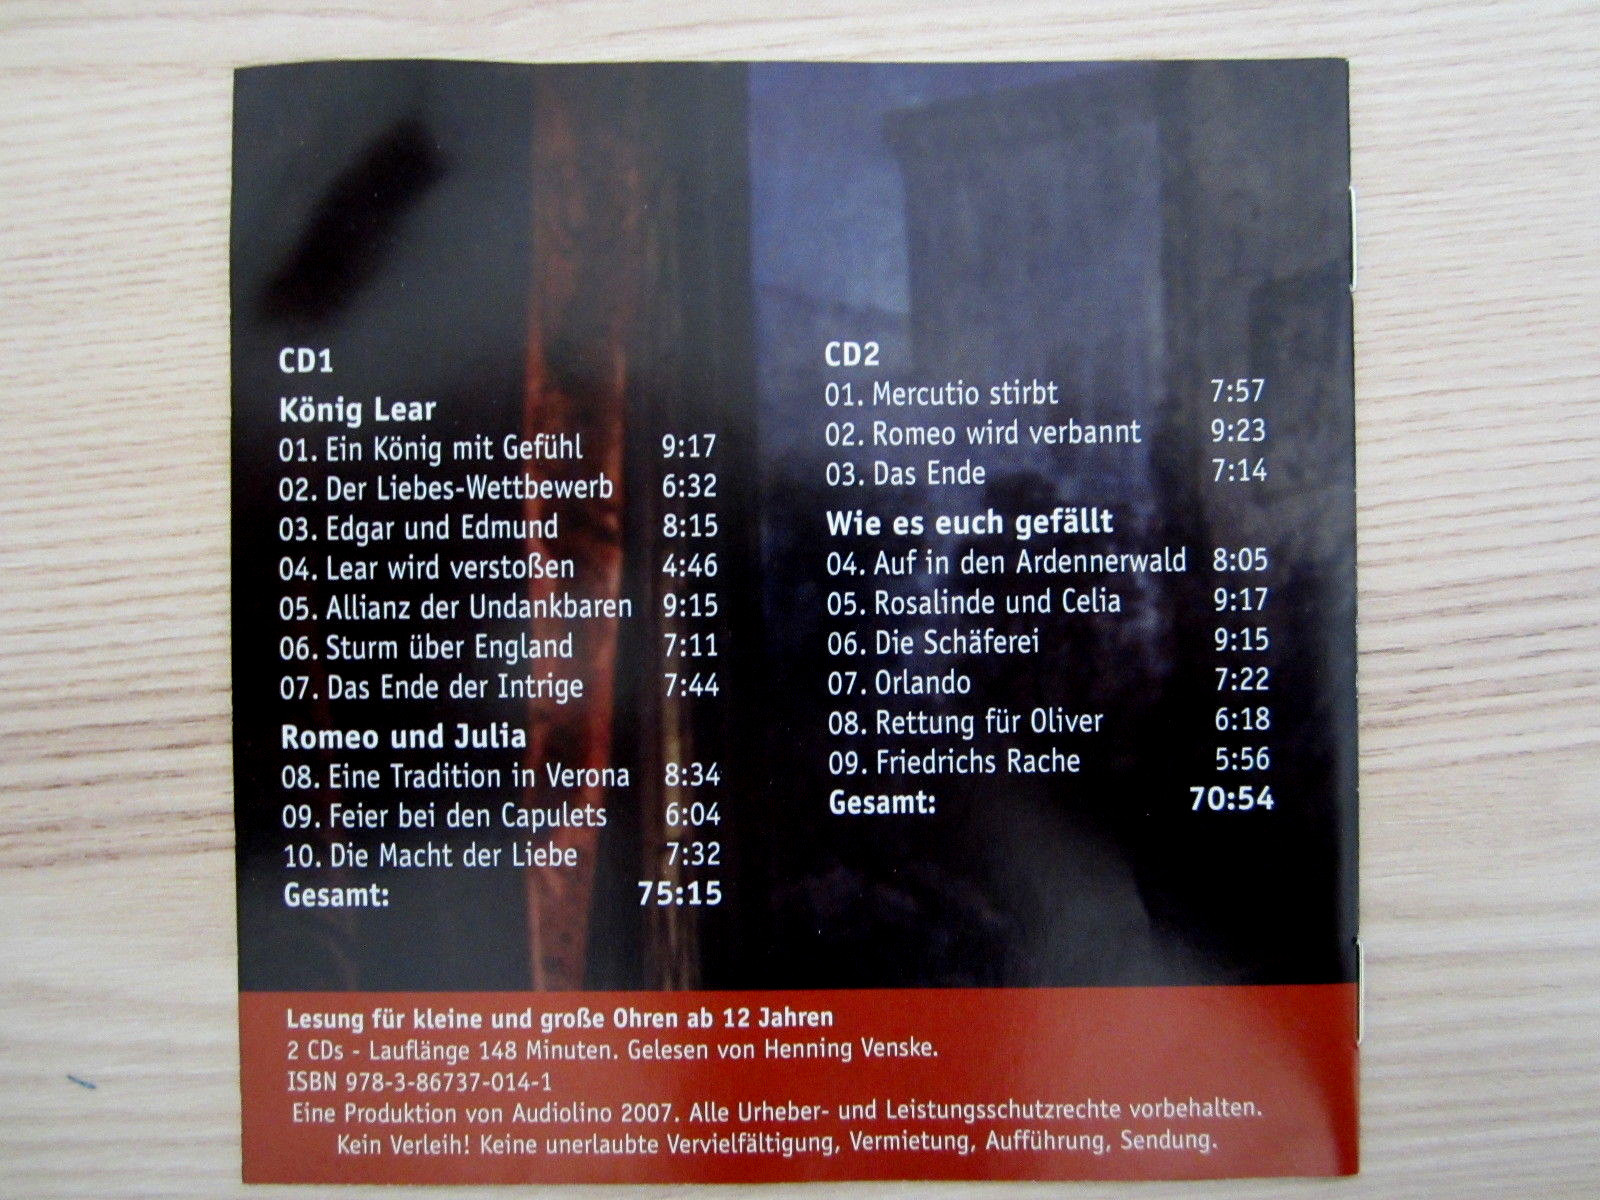 CD1
König Lear
01. Ein König mit Gefühl 9:17
02. Der Liebes-Wettbewerb 6:32
03. Edgar und Edmund 8:15
04. Lear wird verstoßen 4:46
05. Allianz der Undankbaren 9:15
06. Sturm über England 7:11
07. Das Ende der Intrige 7:44
Romeo und Julia
08. Eine Tradition in Verona 8:34
09. Feier bei den Capulets 6:04
10. Die Macht der Liebe 7:32
Gesamt: 75:15
CD2
01. Mercutio stirbt 7:57
02. Romeo wird verbannt 9:23
03. Das Ende 7:14
Wie es euch gefällt
04. Auf in den Ardennerwald 8:05
05. Rosalinde und Celia 9:17
06. Die Schäferei 9:15
07. Orlando 7:22
08. Rettung für Oliver 6:18
09. Friedrichs Rache 5:56
Gesamt: 70:54
Lesung für kleine und große Ohren ab 12 Jahren
2 CDs - Lauflänge 148 Minuten. Gelesen von Henning Venske.
ISBN 978-3-86737-014-1
Eine Produktion von Audiolino 2007. Alle Urheber- und Leistungsschutzrechte vorbehalten.
Kein Verleih! Keine unerlaubte Vervielfältigung, Vermietung, Aufführung, Sendung.